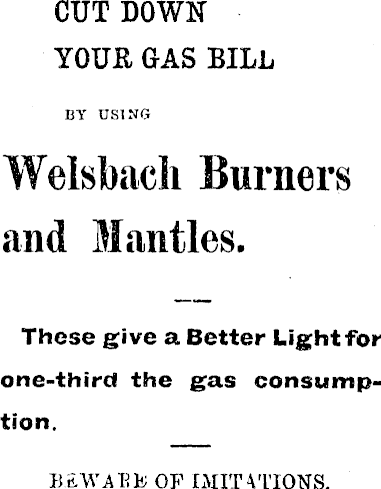 CUT DOWN
YOUR GAS BILL
BY USING
Welsbach Burners
and Mantles.
These give a Better Light for
one-third the gas consump-
tion.
BEWARE OF IMITATIONS.